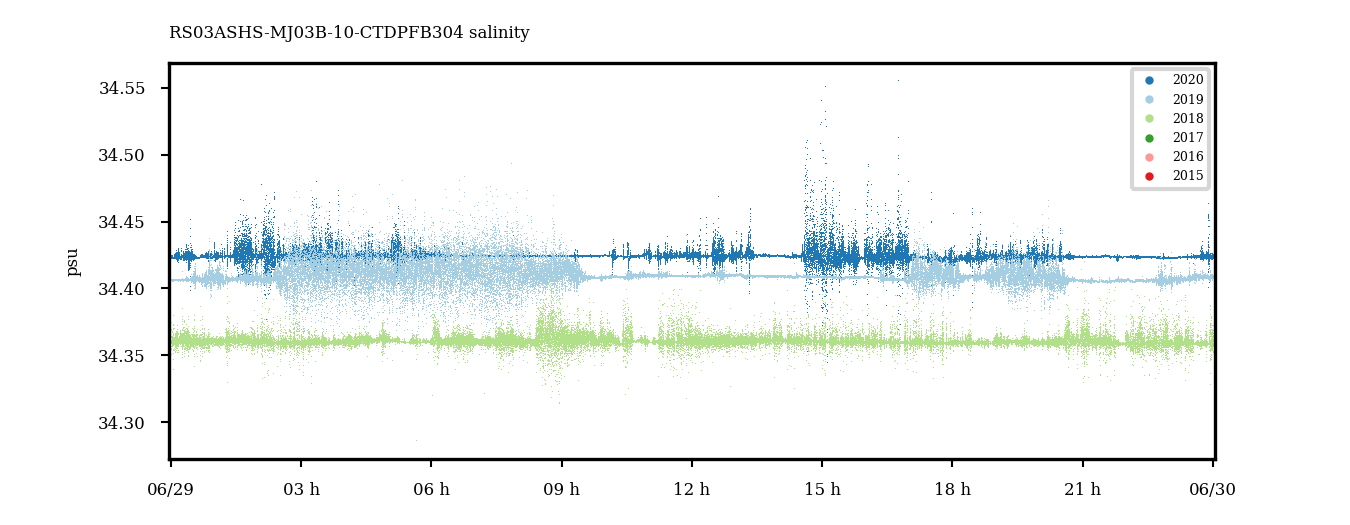 RS03ASHS-MJ03B-10-CTDPFB304 salinity
psu
34.55
34.50
34.45
34.40
34.35
34.30
06/29
03 h
06 h
09 h
12 h
15 h
18 h
21 h
06/30
2020
2019
2018
2017
2016
2015